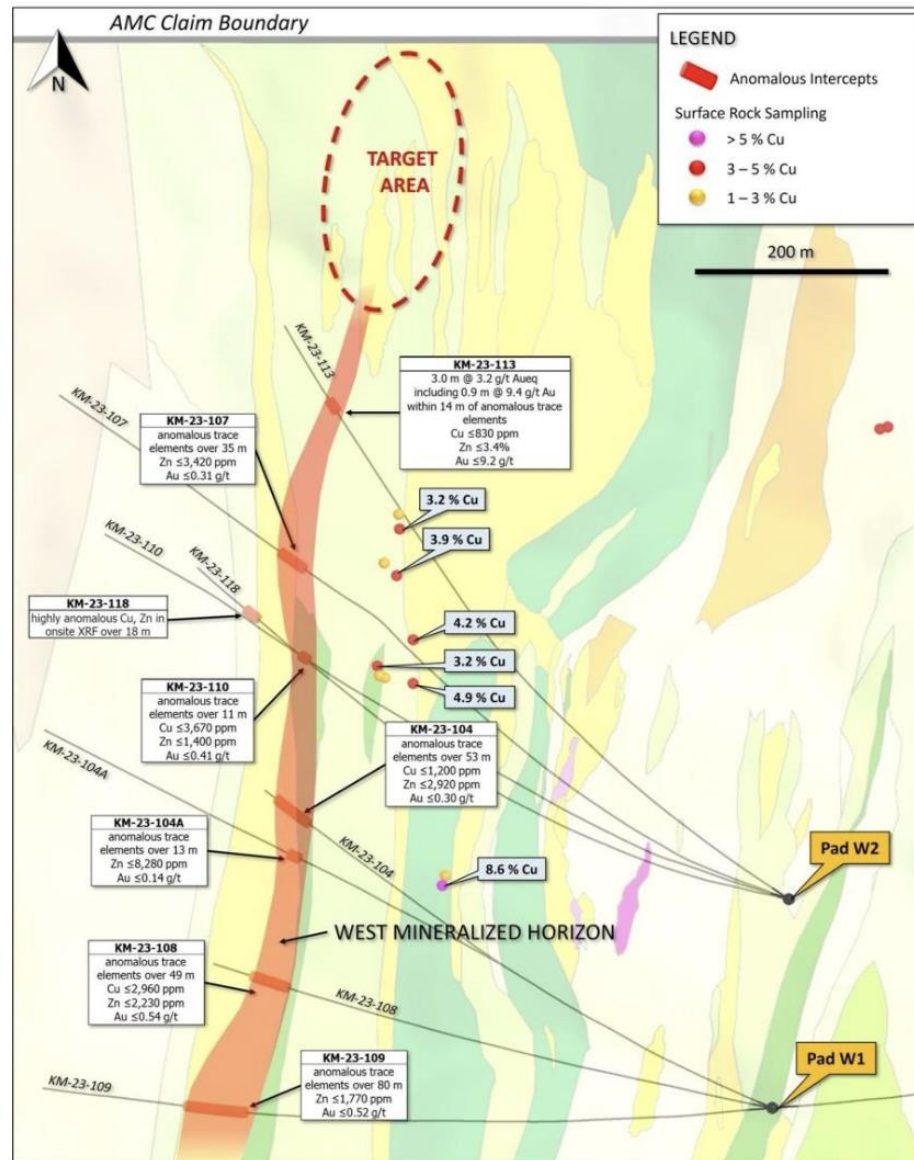 AMC Claim Boundary
N
LEGEND
Anomalous Intercepts
Surface Rock Sampling
> 5 % Cu
3 – 5 % Cu
1 – 3 % Cu
200 m
TARGET
AREA
KM-23-113
KM-23-113
3.0 m @ 3.2 g/t Aueq
including 0.9 m @ 9.4 g/t Au
within 14 m of anomalous trace
elements
Cu ≤830 ppm
Zn ≤3.4%
Au ≤9.2 g/t
KM-23-107
KM-23-107
anomalous trace
elements over 35 m
Zn ≤3,420 ppm
Au ≤0.31 g/t
3.2 % Cu
3.9 % Cu
KM-23-110
KM-23-118
KM-23-118
highly anomalous Cu, Zn in
onsite XRF over 18 m
4.2 % Cu
3.2 % Cu
4.9 % Cu
KM-23-110
anomalous trace
elements over 11 m
Cu ≤3,670 ppm
Zn ≤1,400 ppm
Au ≤0.41 g/t
KM-23-104
anomalous trace
elements over 53 m
Cu ≤1,200 ppm
Zn ≤2,920 ppm
Au ≤0.30 g/t
KM-23-104A
KM-23-104A
anomalous trace
elements over 13 m
Zn ≤8,280 ppm
Au ≤0.14 g/t
KM-23-104
8.6 % Cu
Pad W2
WEST MINERALIZED HORIZON
KM-23-108
anomalous trace
elements over 49 m
Cu ≤2,960 ppm
Zn ≤2,230 ppm
Au ≤0.54 g/t
KM-23-108
KM-23-109
anomalous trace
elements over 80 m
Zn ≤1,770 ppm
Au ≤0.52 g/t
KM-23-109
Pad W1